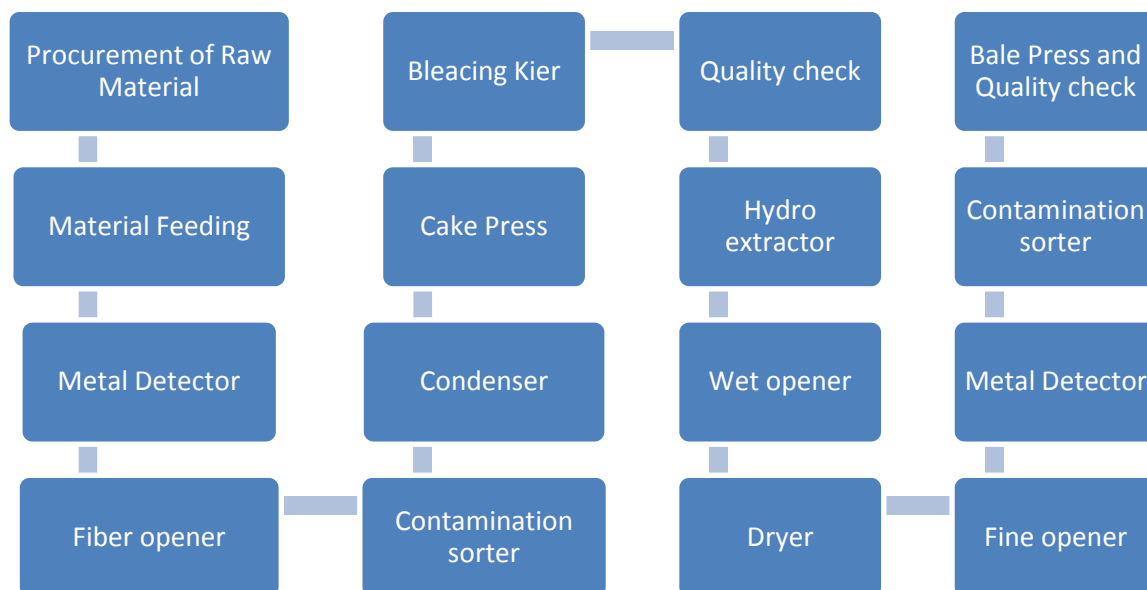 Procurement of Raw
Material
Material Feeding
Metal Detector
Fiber opener
Contamination
sorter
Condenser
Cake Press
Bleacing Kier
Quality check
Hydro
extractor
Wet opener
Dryer
Fine opener
Metal Detector
Contamination
sorter
Bale Press and
Quality check